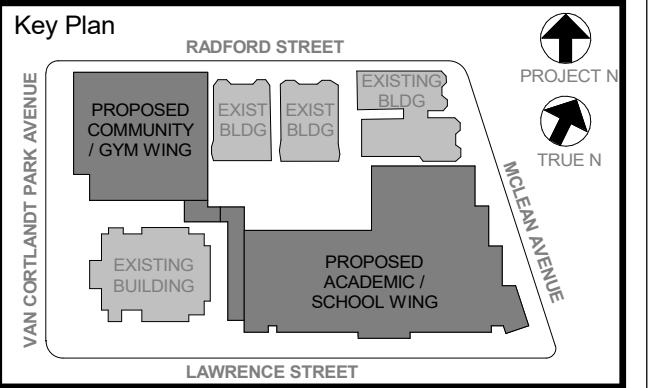 Key Plan
RADFORD STREET
PROJECT N
TRUE N
VAN CORTLANDT PARK AVENUE
PROPOSED
COMMUNITY
/ GYM WING
EXIST
BLDG
EXIST
BLDG
EXISTING
BLDG
MCLEAN AVENUE
EXISTING
BUILDING
PROPOSED
ACADEMIC /
SCHOOL WING
LAWRENCE STREET